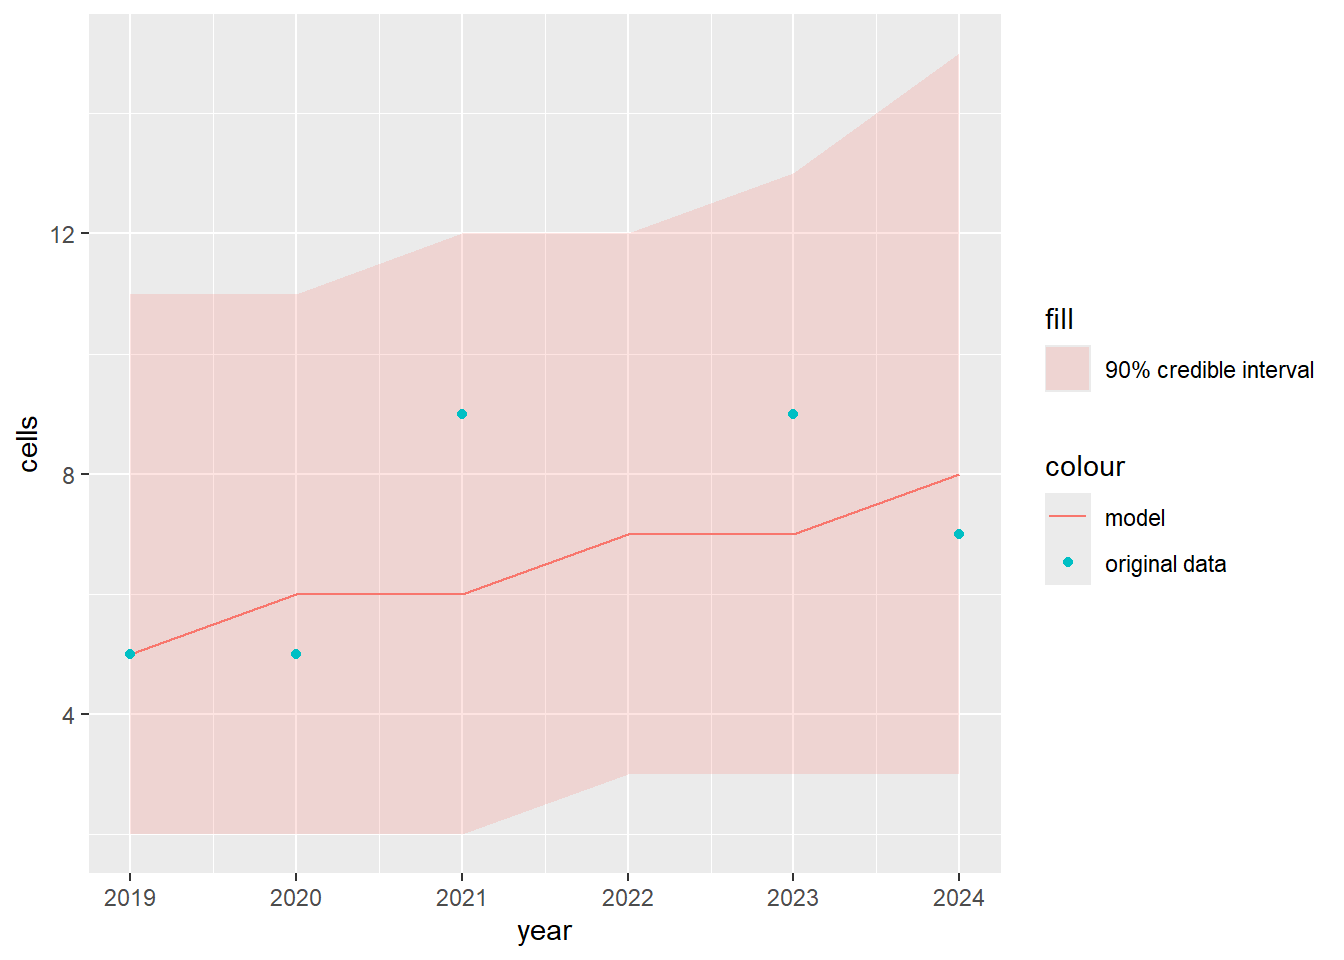 12
8
4
cells
2019 2020 2021 2022 2023 2024
year
fill
90% credible interval
colour
model
original data